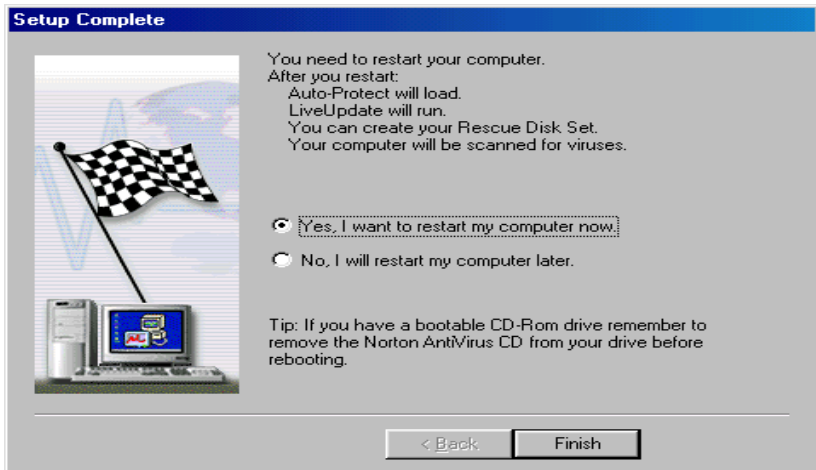 Setup Complete
You need to restart your computer.
After you restart:
Auto-Protect will load.
LiveUpdate will run.
You can create your Rescue Disk Set.
Your computer will be scanned for viruses.
Yes, I want to restart my computer now.
No, I will restart my computer later.
Tip: If you have a bootable CD-Rom drive remember to
remove the Norton AntiVirus CD from your drive before
rebooting.
< Back
Finish